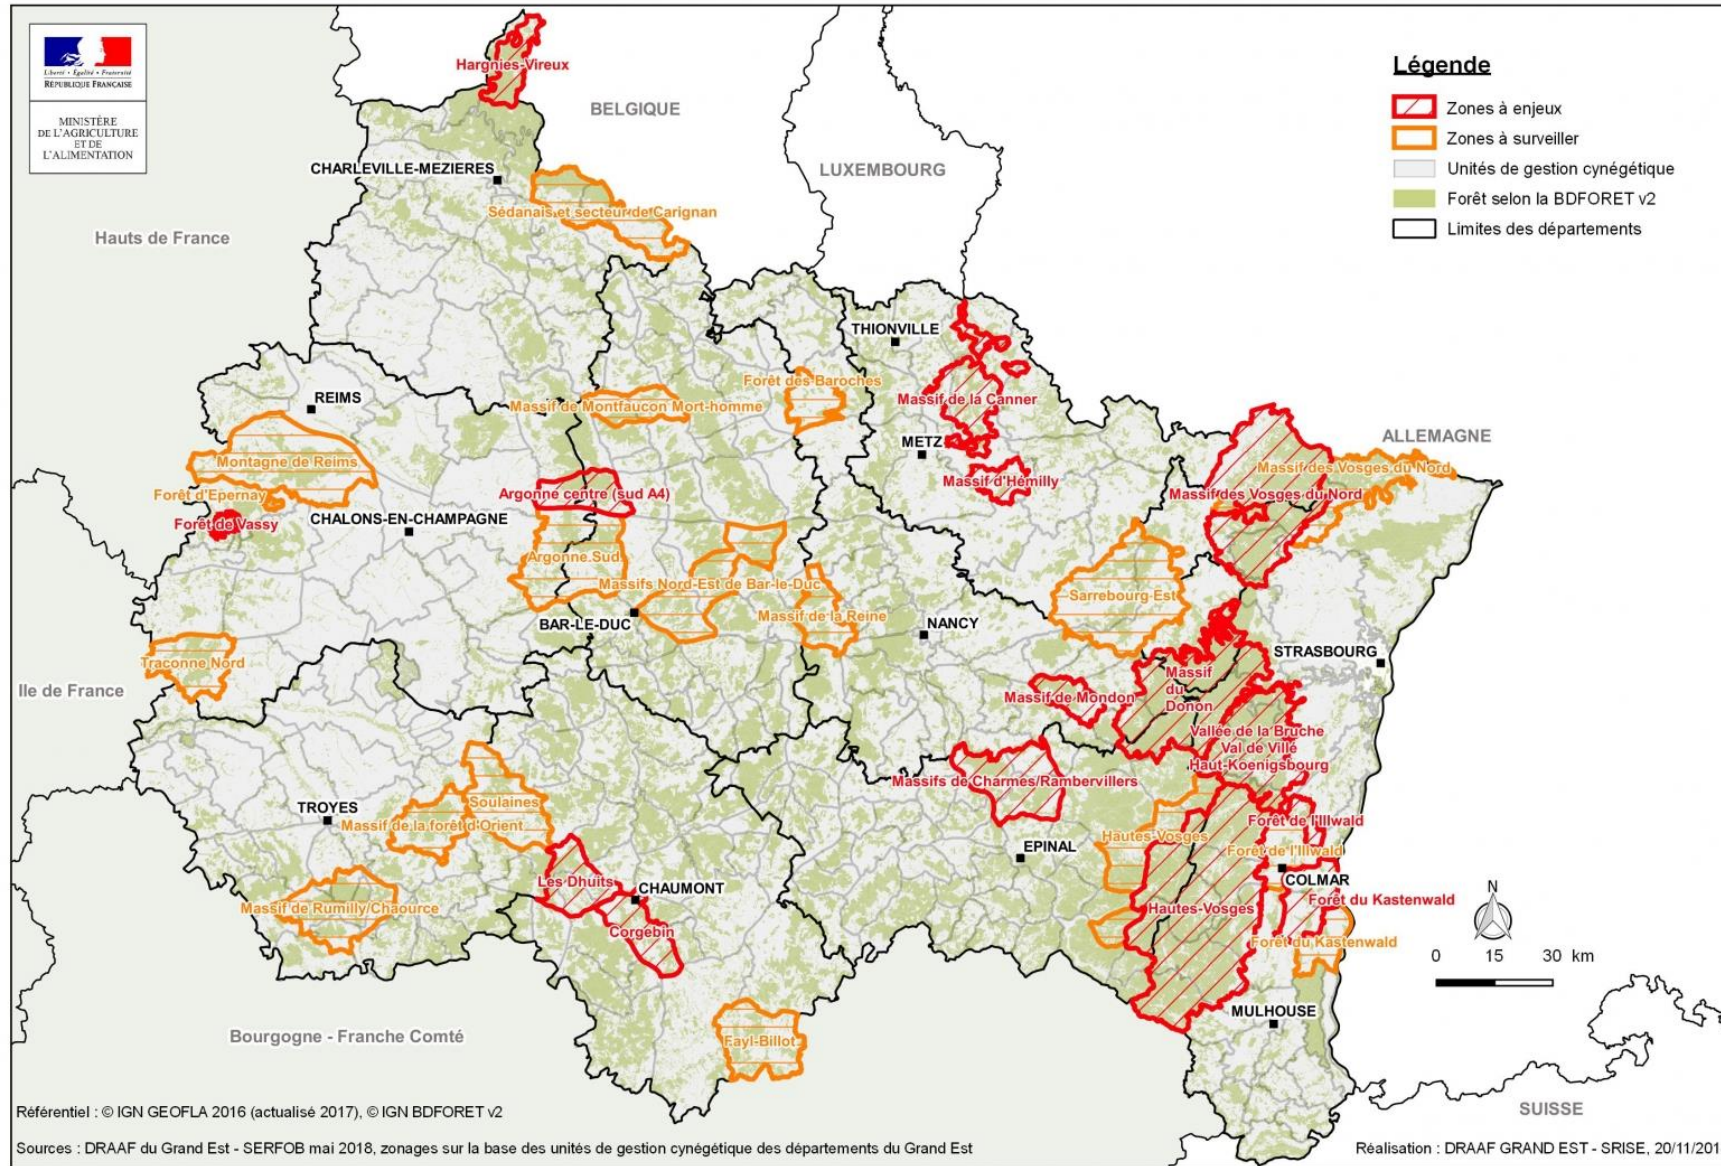 Liberté • Égalité • Fraternité
RÉPUBLIQUE FRANÇAISE
MINISTÈRE
DE L'AGRICULTURE
ET DE
L'ALIMENTATION
Légende
Zones à enjeux
Zones à surveiller
Unités de gestion cynégétique
Forêt selon la BDFORET v2
Limites des départements
Hargnies-Vireux
BELGIQUE
LUXEMBOURG
CHARLEVILLE-MEZIERES
Sédanais et secteur de Carignan
Hauts de France
THIONVILLE
Forêt des Baroches
Massif de la Canner
REIMS
Massif de Montfaucon Mort-homme
METZ
ALLEMAGNE
Montagne de Reims
Massif des Vosges du Nord
Massif d'Hémilly
Forêt d'Epernay
Argonne centre (sud A4)
Massif des Vosges du Nord
Forêt de Vassy
CHALONS-EN-CHAMPAGNE
Argonne Sud
Massifs Nord-Est de Bar-le-Duc
Sarrebourg Est
Massif de la Reine
BAR-LE-DUC
NANCY
STRASBOURG
Traconne Nord
Ile de France
Massif
du
Donon
Massif de Mondon
Vallée de la Bruche
Val de Villé
Haut-Koenigsbourg
Massifs de Charmes/Rambervillers
Soulaines
TROYES
Massif de la forêt d'Orient
Forêt de l'Illwald
Hautes-Vosges
Forêt de l'Illwald
EPINAL
COLMAR
Les Dhuits
CHAUMONT
Forêt du Kastenwald
Massif de Rumilly/Chaource
Hautes-Vosges
Corgebin
Forêt du Kastenwald
N
0 15 30 km
MULHOUSE
Bourgogne - Franche Comté
Fayl-Billot
SUISSE
Référentiel : © IGN GEOFLA 2016 (actualisé 2017), © IGN BDFORET v2
Sources : DRAAF du Grand Est - SERFOB mai 2018, zonages sur la base des unités de gestion cynégétique des départements du Grand Est
Réalisation : DRAAF GRAND EST - SRISE, 20/11/201